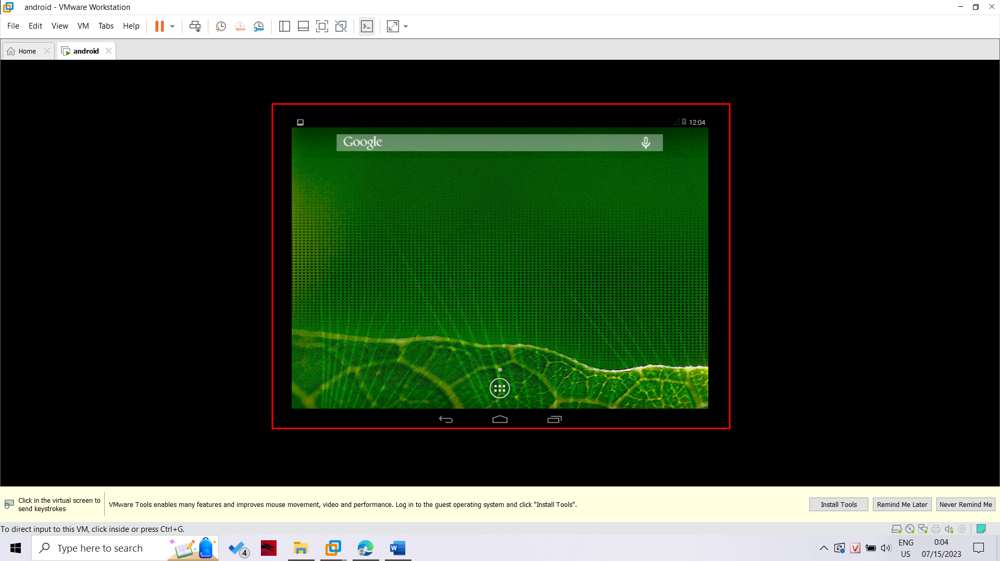 android - VMware Workstation
File Edit View VM Tabs Help
Home android
12:04
Google
Click in the virtual screen to
send keystrokes
VMware Tools enables many features and improves mouse movement, video and performance. Log in to the guest operating system and click "Install Tools".
Install Tools Remind Me Later Never Remind Me
To direct input to this VM, click inside or press Ctrl+G.
Type here to search
4
W
V
ENG
US
0:04
07/15/2023